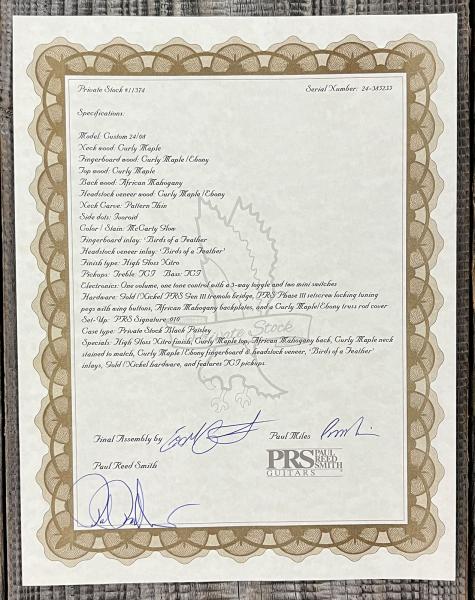 Private Stock #11374 Serial Number: 24-383233
Specifications:
Model: Custom 24/08
Neck wood: Curly Maple
Fingerboard wood: Curly Maple/Ebony
Top wood: Curly Maple
Back wood: African Mahogany
Headstock veneer wood: Curly Maple/Ebony
Neck Carve: Pattern Thin
Side dots: Ivoroid
Color / Stain: McCarty Glow
Fingerboard inlay: 'Birds of a Feather'
Headstock veneer inlay: 'Birds of a Feather'
Finish type: High Gloss Nitro
Pickups: Treble: TCI Bass: TCI
Electronics: One volume, one tone control with a 3-way toggle and two mini switches
Hardware: Gold/Nickel PRS Gen III tremolo bridge, PRS Phase III setscrew locking tuning
pegs with wing buttons, African Mahogany backplates, and a Curly Maple/Ebony truss rod cover
Set-Up: PRS Signature .010
Case type: Private Stock Black Paisley
Private Stock
Specials: High Gloss Nitro finish, Curly Maple top, African Mahogany back, Curly Maple neck
stained to match, Curly Maple/Ebony fingerboard & headstock veneer, 'Birds of a Feather'
inlays, Gold/Nickel hardware, and features TCI pickups.
Final Assembly by Paul Miles
Paul Reed Smith
PRS PAUL REED SMITH
GUITARS